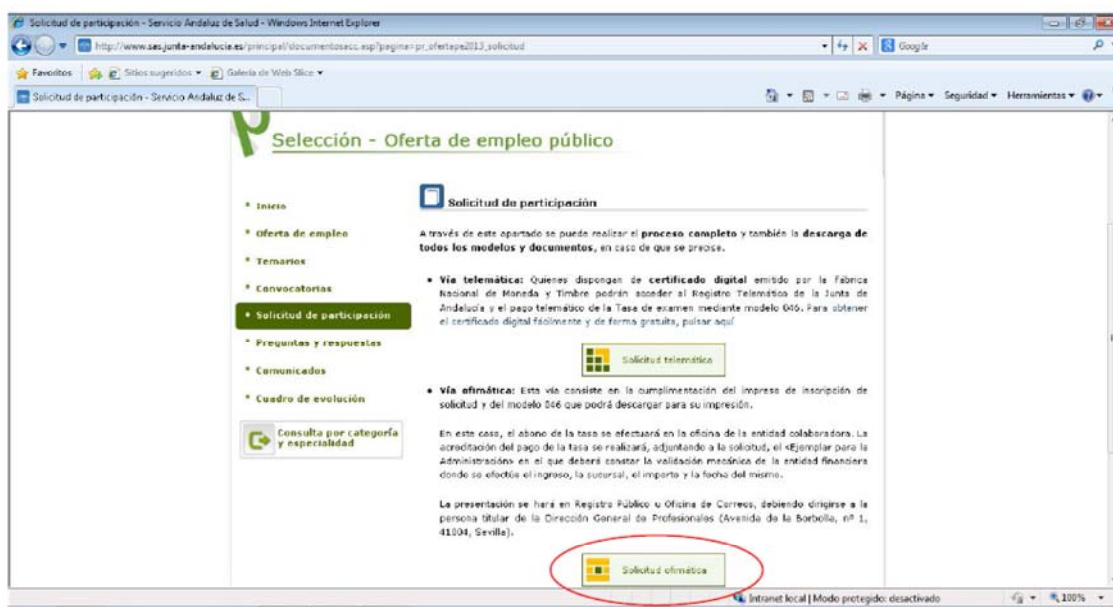 Solicitud de participación - Servicio Andaluz de Salud - Windows Internet Explorer
http://www.sas.junta-andalucia.es/principal/documentosacc.asp?pagina=pr_ofertape2013_solicitud
Google
Favoritos
Sitios sugeridos
Galería de Web Slice
Solicitud de participación - Servicio Andaluz de S...
Página
Seguridad
Herramientas
Selección - Oferta de empleo público
Inicio
Oferta de empleo
Temarios
Convocatorias
Solicitud de participación
Preguntas y respuestas
Comunicados
Cuadro de evolución
Consulta por categoría
y especialidad
Solicitud de participación
A través de este apartado se puede realizar el proceso completo y también la descarga de
todos los modelos y documentos, en caso de que se precise.
• Vía telemática: Quienes dispongan de certificado digital emitido por la Fábrica
Nacional de Moneda y Timbre podrán acceder al Registro Telemático de la Junta de
Andalucía y el pago telemático de la Tasa de examen mediante modelo 046. Para obtener
el certificado digital fácilmente y de forma gratuita, pulsar aquí
Solicitud telemática
• Vía ofimática: Esta vía consiste en la cumplimentación del impreso de inscripción de
solicitud y del modelo 046 que podrá descargar para su impresión.
En este caso, el abono de la tasa se efectuará en la oficina de la entidad colaboradora. La
acreditación del pago de la tasa se realizará, adjuntando a la solicitud, el «Ejemplar para la
Administración» en el que deberá constar la validación mecánica de la entidad financiera
donde se efectúe el ingreso, la sucursal, el importe y la fecha del mismo.
La presentación se hará en Registro Público u Oficina de Correos, debiendo dirigirse a la
persona titular de la Dirección General de Profesionales (Avenida de la Borbolla, nº 1,
41004, Sevilla).
Solicitud ofimática
Intranet local | Modo protegido: desactivado
100%